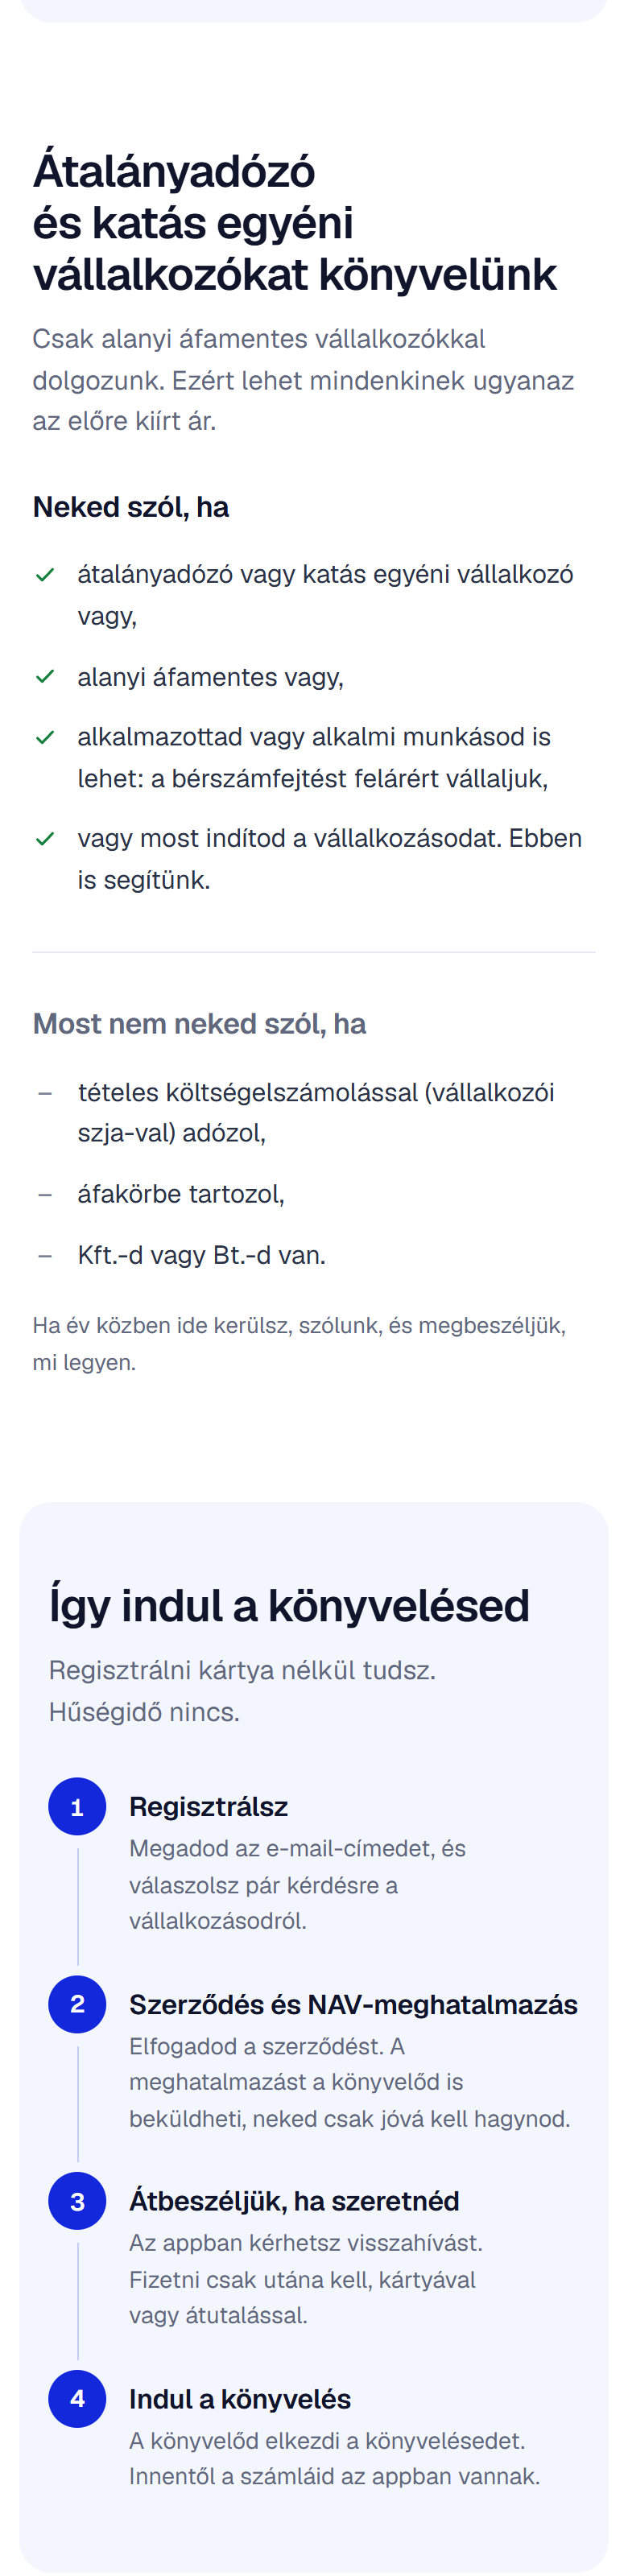 Átalányadózó
és katás egyéni
vállalkozókat könyvelünk
Csak alanyi áfamentes vállalkozókkal
dolgozunk. Ezért lehet mindenkinek ugyanaz
az előre kiírt ár.
Neked szól, ha
átalányadózó vagy katás egyéni vállalkozó
vagy,
alanyi áfamentes vagy,
alkalmazottad vagy alkalmi munkásod is
lehet: a bérszámfejtést felárért vállaljuk,
vagy most indítod a vállalkozásodat. Ebben
is segítünk.
Most nem neked szól, ha
– tételes költségelszámolással (vállalkozói
szja-val) adózol,
– áfakörbe tartozol,
– Kft.-d vagy Bt.-d van.
Ha év közben ide kerülsz, szólunk, és megbeszéljük,
mi legyen.
Így indul a könyvelésed
Regisztrálni kártya nélkül tudsz.
Hűségidő nincs.
1 Regisztrálsz
Megadod az e-mail-címedet, és
válaszolsz pár kérdésre a
vállalkozásodról.
2 Szerződés és NAV-meghatalmazás
Elfogadod a szerződést. A
meghatalmazást a könyvelőd is
beküldheti, neked csak jóvá kell hagynod.
3 Átbeszéljük, ha szeretnéd
Az appban kérhetsz visszahívást.
Fizetni csak utána kell, kártyával
vagy átutalással.
4 Indul a könyvelés
A könyvelőd elkezdi a könyvelésedet.
Innentől a számláid az appban vannak.